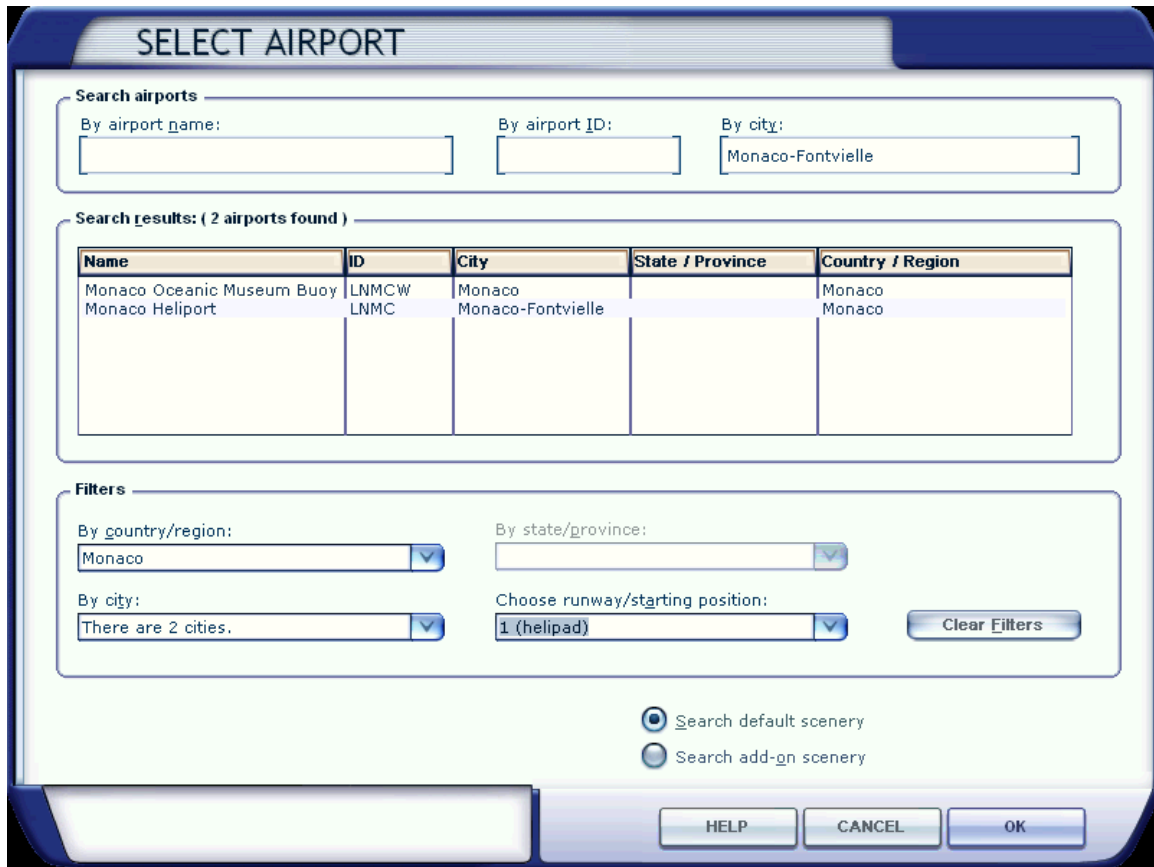 SELECT AIRPORT
Search airports
By airport name: By airport ID: By city:
Monaco-Fontvielle
Search results: ( 2 airports found )
Name ID City State / Province Country / Region
Monaco Oceanic Museum Buoy LNMCW Monaco Monaco
Monaco Heliport LNMC Monaco-Fontvielle Monaco
Filters
By country/region: By state/province:
Monaco
By city: Choose runway/starting position:
There are 2 cities. 1 (helipad) Clear Filters
Search default scenery
Search add-on scenery
HELP CANCEL OK